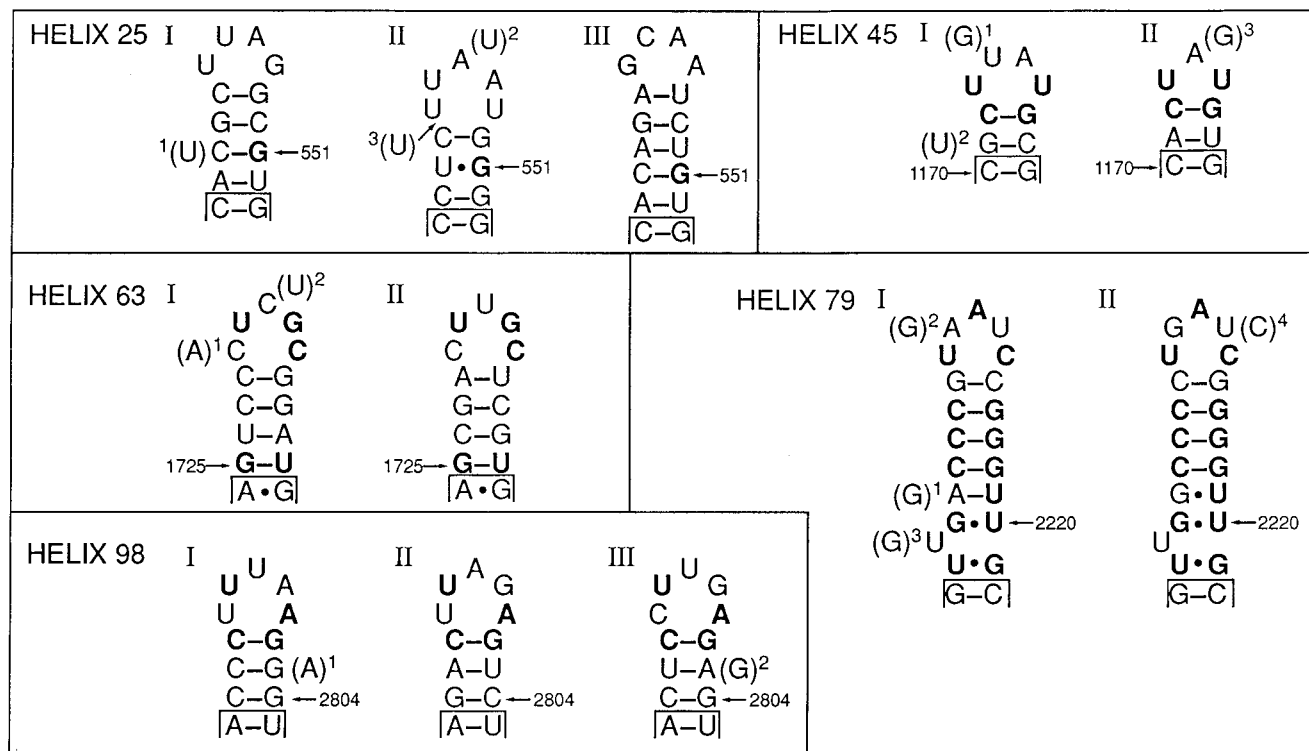 HELIX 25
I
U A
U G
C–G
G–C
¹(U) C–G ←551
A–U
C–G
II
A (U)²
U A
U U
³(U) C–G
U•G ←551
C–G
C–G
III
C A
G A
A–U
G–C
A–U
C–G ←551
A–U
C–G
HELIX 45
I
(G)¹ U A
U U
C–G
(U)² G–C
1170→ C–G
II
A (G)³
U U
C–G
A–U
1170→ C–G
HELIX 63
I
C (U)²
U G
(A)¹ C C
C–G
C–G
U–A
1725→ G–U
A•G
II
U
U G
C C
A–U
G–C
C–G
1725→ G–U
A•G
HELIX 79
I
A
(G)² A U
U C
G–C
C–G
C–G
C–G
(G)¹ A–U
G•U ←2220
(G)³ U
U•G
G–C
II
A
G U (C)⁴
U C
C–G
C–G
C–G
C–G
G•U
G•U ←2220
U
U•G
G–C
HELIX 98
I
U
U A
U A
C–G
C–G (A)¹
C–G ←2804
A–U
II
A
U G
U A
C–G
A–U
G–C ←2804
A–U
III
U
U G
C A
C–G
U–A (G)²
C–G ←2804
A–U